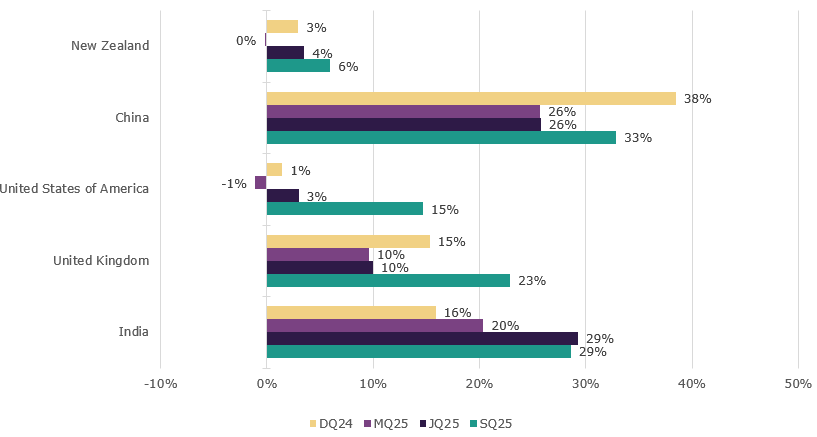 New Zealand
3%
0%
4%
6%
China
38%
26%
26%
33%
United States of America
1%
-1%
3%
15%
United Kingdom
15%
10%
10%
23%
India
16%
20%
29%
29%
-10% 0% 10% 20% 30% 40% 50%
DQ24 MQ25 JQ25 SQ25